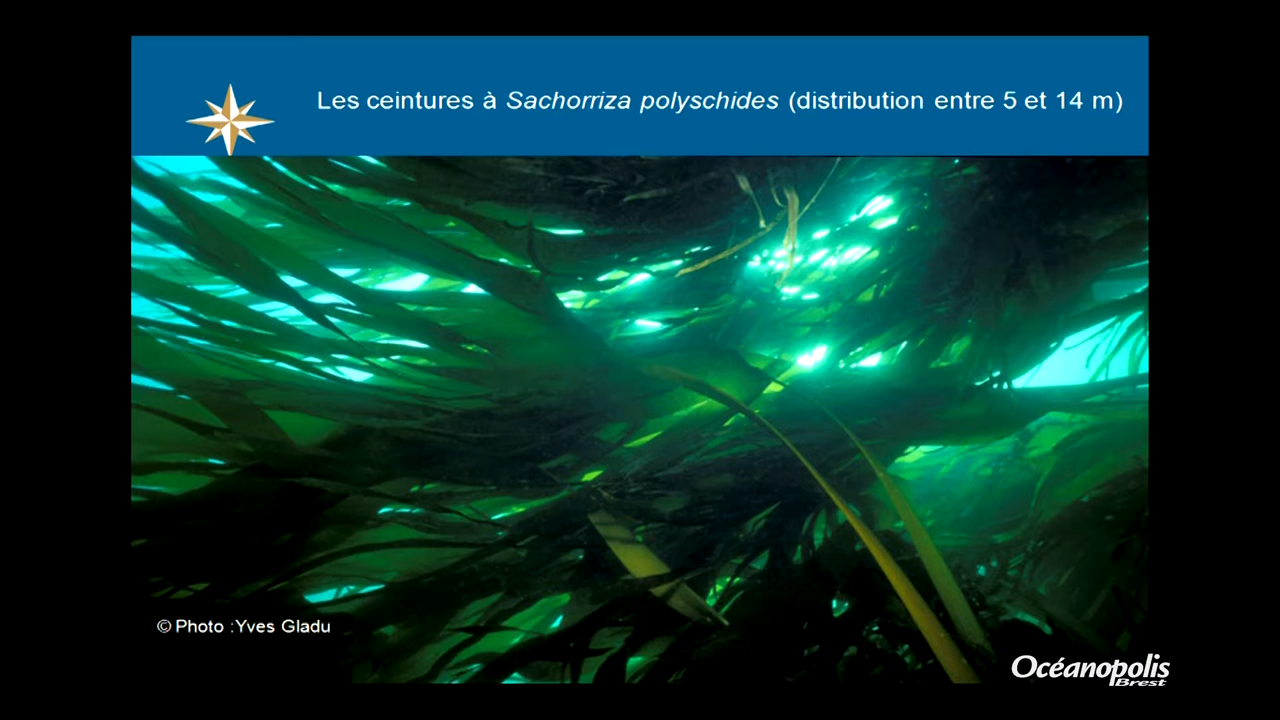 Les ceintures à Sachorriza polyschides (distribution entre 5 et 14 m)
© Photo :Yves Gladu
Océanopolis
Brest